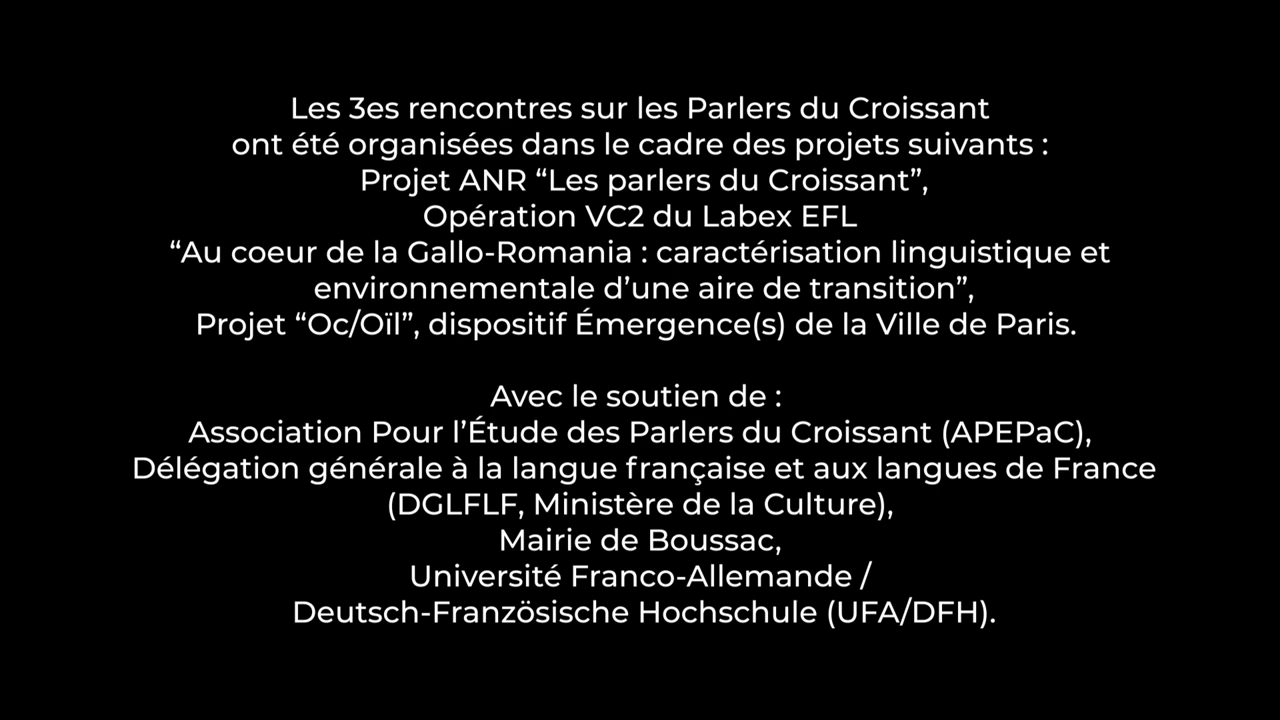 Les 3es rencontres sur les Parlers du Croissant
ont été organisées dans le cadre des projets suivants :
Projet ANR “Les parlers du Croissant”,
Opération VC2 du Labex EFL
“Au coeur de la Gallo-Romania : caractérisation linguistique et
environnementale d’une aire de transition”,
Projet “Oc/Oïl”, dispositif Émergence(s) de la Ville de Paris.
Avec le soutien de :
Association Pour l’Étude des Parlers du Croissant (APEPaC),
Délégation générale à la langue française et aux langues de France
(DGLFLF, Ministère de la Culture),
Mairie de Boussac,
Université Franco-Allemande /
Deutsch-Französische Hochschule (UFA/DFH).